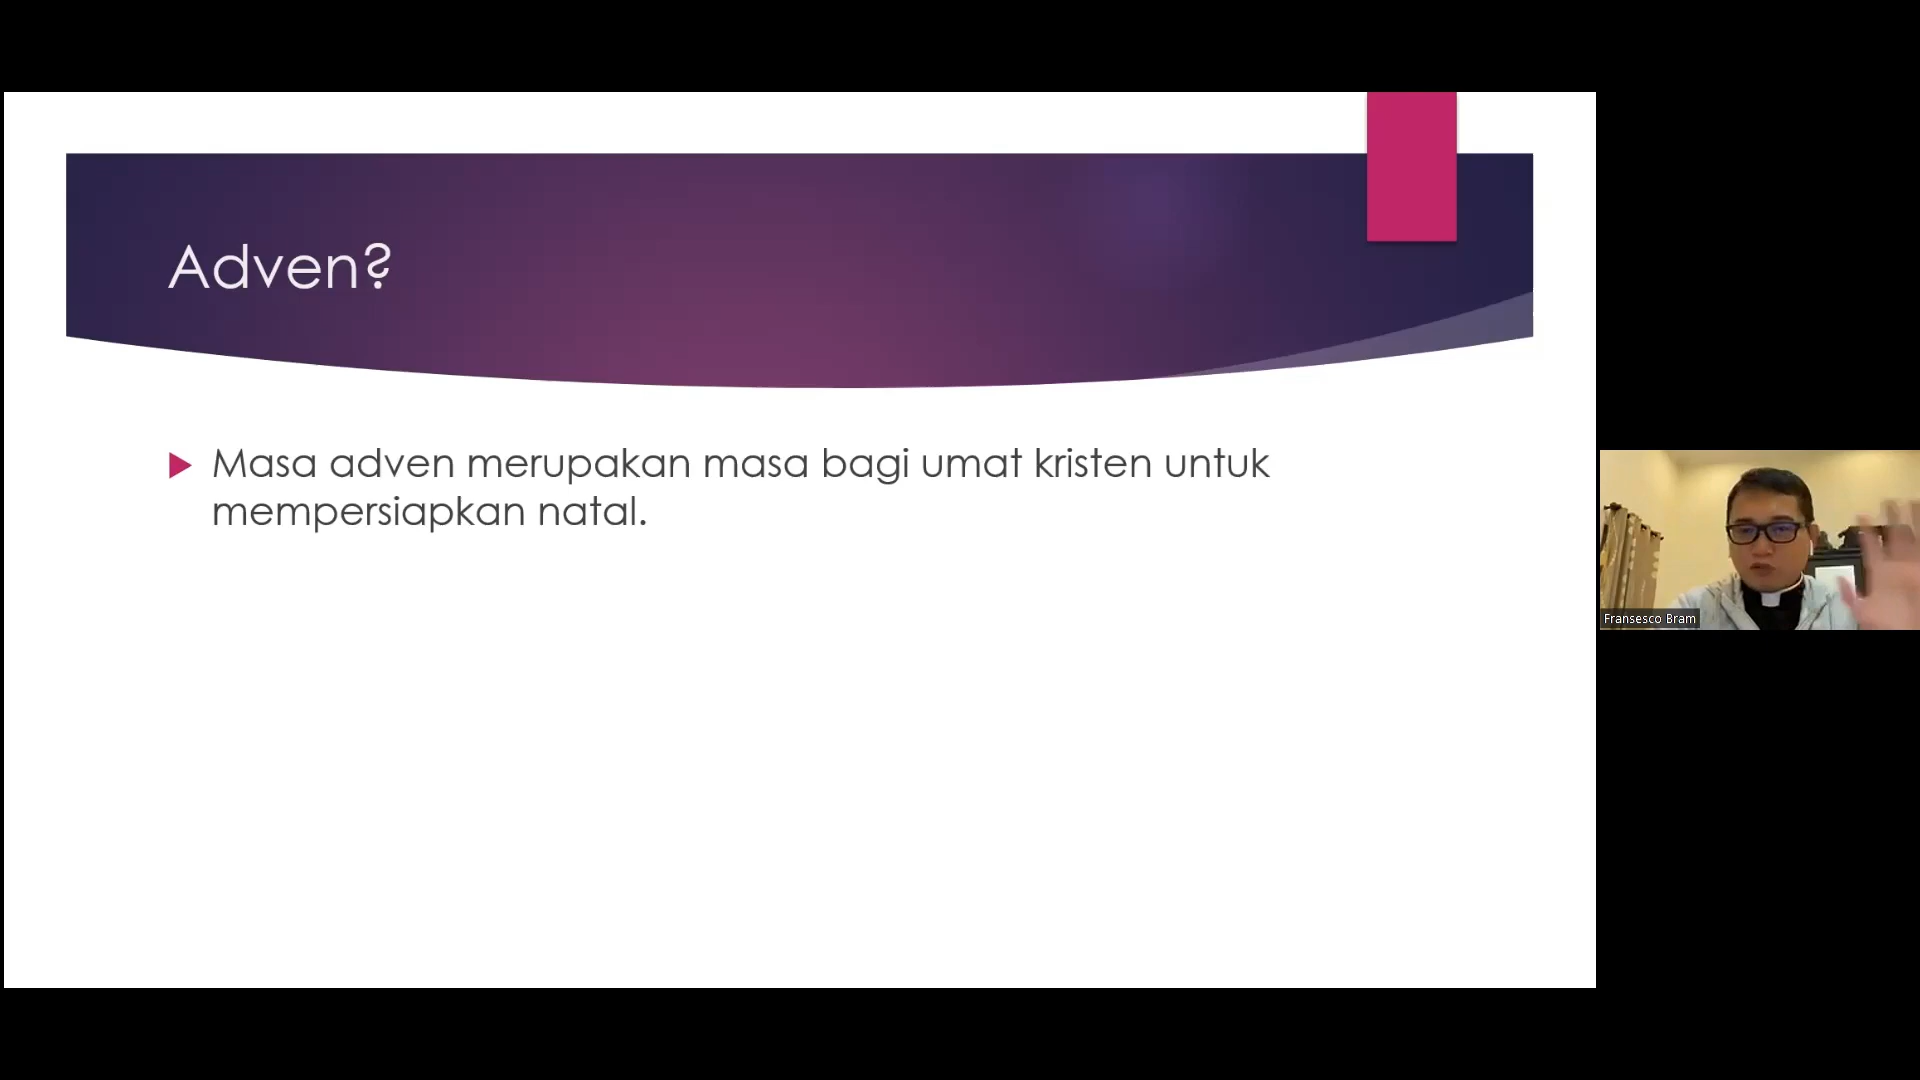 Adven?
Masa adven merupakan masa bagi umat kristen untuk
mempersiapkan natal.
Fransesco Bram